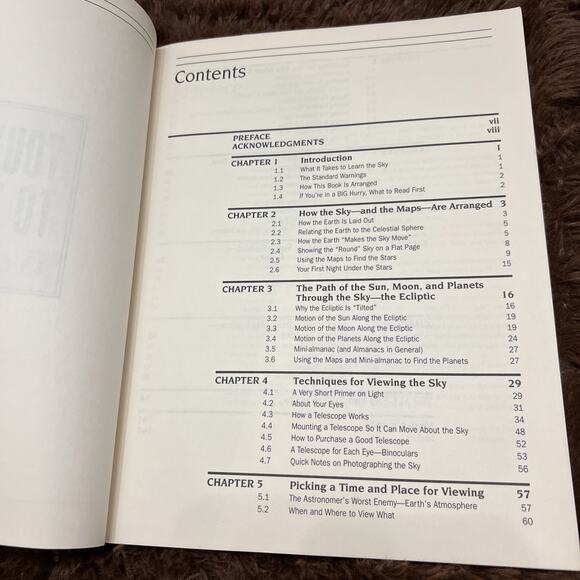 Contents
PREFACE vii
ACKNOWLEDGMENTS viii
CHAPTER 1 Introduction 1
1.1 What It Takes to Learn the Sky 1
1.2 The Standard Warnings 1
1.3 How This Book Is Arranged 2
1.4 If You're in a BIG Hurry, What to Read First 2
CHAPTER 2 How the Sky—and the Maps—Are Arranged 3
2.1 How the Earth Is Laid Out 3
2.2 Relating the Earth to the Celestial Sphere 5
2.3 How the Earth "Makes the Sky Move" 5
2.4 Showing the "Round" Sky on a Flat Page 8
2.5 Using the Maps to Find the Stars 9
2.6 Your First Night Under the Stars 15
CHAPTER 3 The Path of the Sun, Moon, and Planets
Through the Sky—the Ecliptic 16
3.1 Why the Ecliptic Is "Tilted" 16
3.2 Motion of the Sun Along the Ecliptic 19
3.3 Motion of the Moon Along the Ecliptic 19
3.4 Motion of the Planets Along the Ecliptic 24
3.5 Mini-almanac (and Almanacs in General) 27
3.6 Using the Maps and Mini-almanac to Find the Planets 27
CHAPTER 4 Techniques for Viewing the Sky 29
4.1 A Very Short Primer on Light 29
4.2 About Your Eyes 31
4.3 How a Telescope Works 34
4.4 Mounting a Telescope So It Can Move About the Sky 48
4.5 How to Purchase a Good Telescope 52
4.6 A Telescope for Each Eye—Binoculars 53
4.7 Quick Notes on Photographing the Sky 56
CHAPTER 5 Picking a Time and Place for Viewing 57
5.1 The Astronomer's Worst Enemy—Earth's Atmosphere 57
5.2 When and Where to View What 60